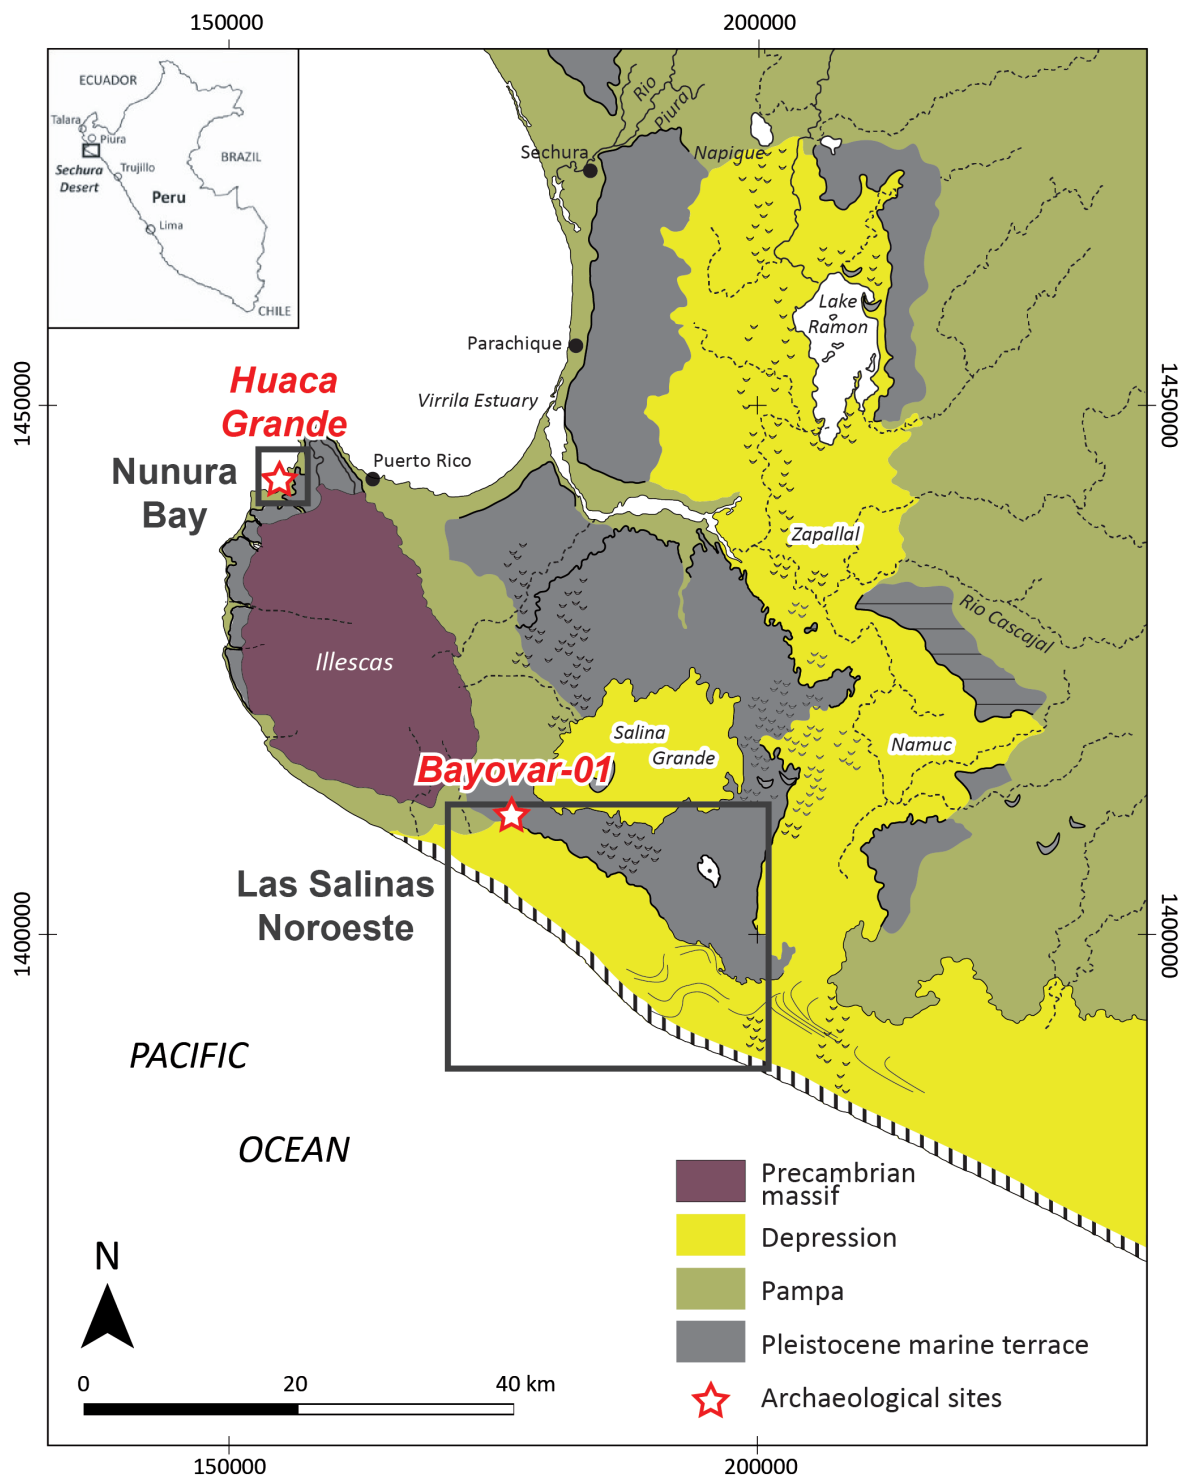 150000
200000
ECUADOR
Talara
Piura
BRAZIL
Sechura
Desert
Trujillo
Peru
Lima
CHILE
Rio
Piura
Sechura
Napique
Lake
Ramon
Parachique
Virrila Estuary
1450000
1450000
Huaca
Grande
Nunura
Bay
Puerto Rico
Zapallal
Rio Cascajal
Illescas
Salina
Grande
Namuc
Bayovar-01
Las Salinas
Noroeste
1400000
1400000
PACIFIC
OCEAN
Precambrian
massif
Depression
Pampa
Pleistocene marine terrace
Archaeological sites
N
0
20
40 km
150000
200000